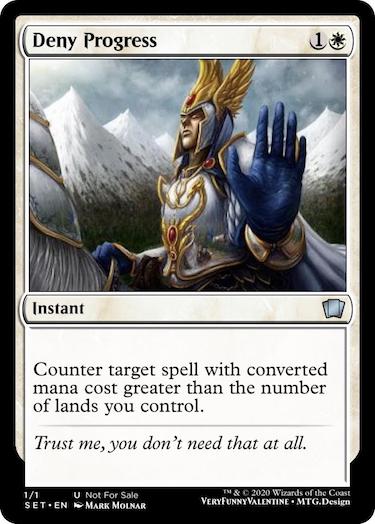 Deny Progress 1
Instant
Counter target spell with converted
mana cost greater than the number
of lands you control.
Trust me, you don't need that at all.
1/1 U Not For Sale
SET • EN MARK MOLNAR
™ & © 2020 Wizards of the Coast
VERYFUNNYVALENTINE • MTG.DESIGN